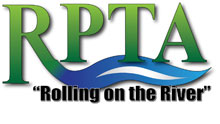 RPTA
“Rolling on the River”